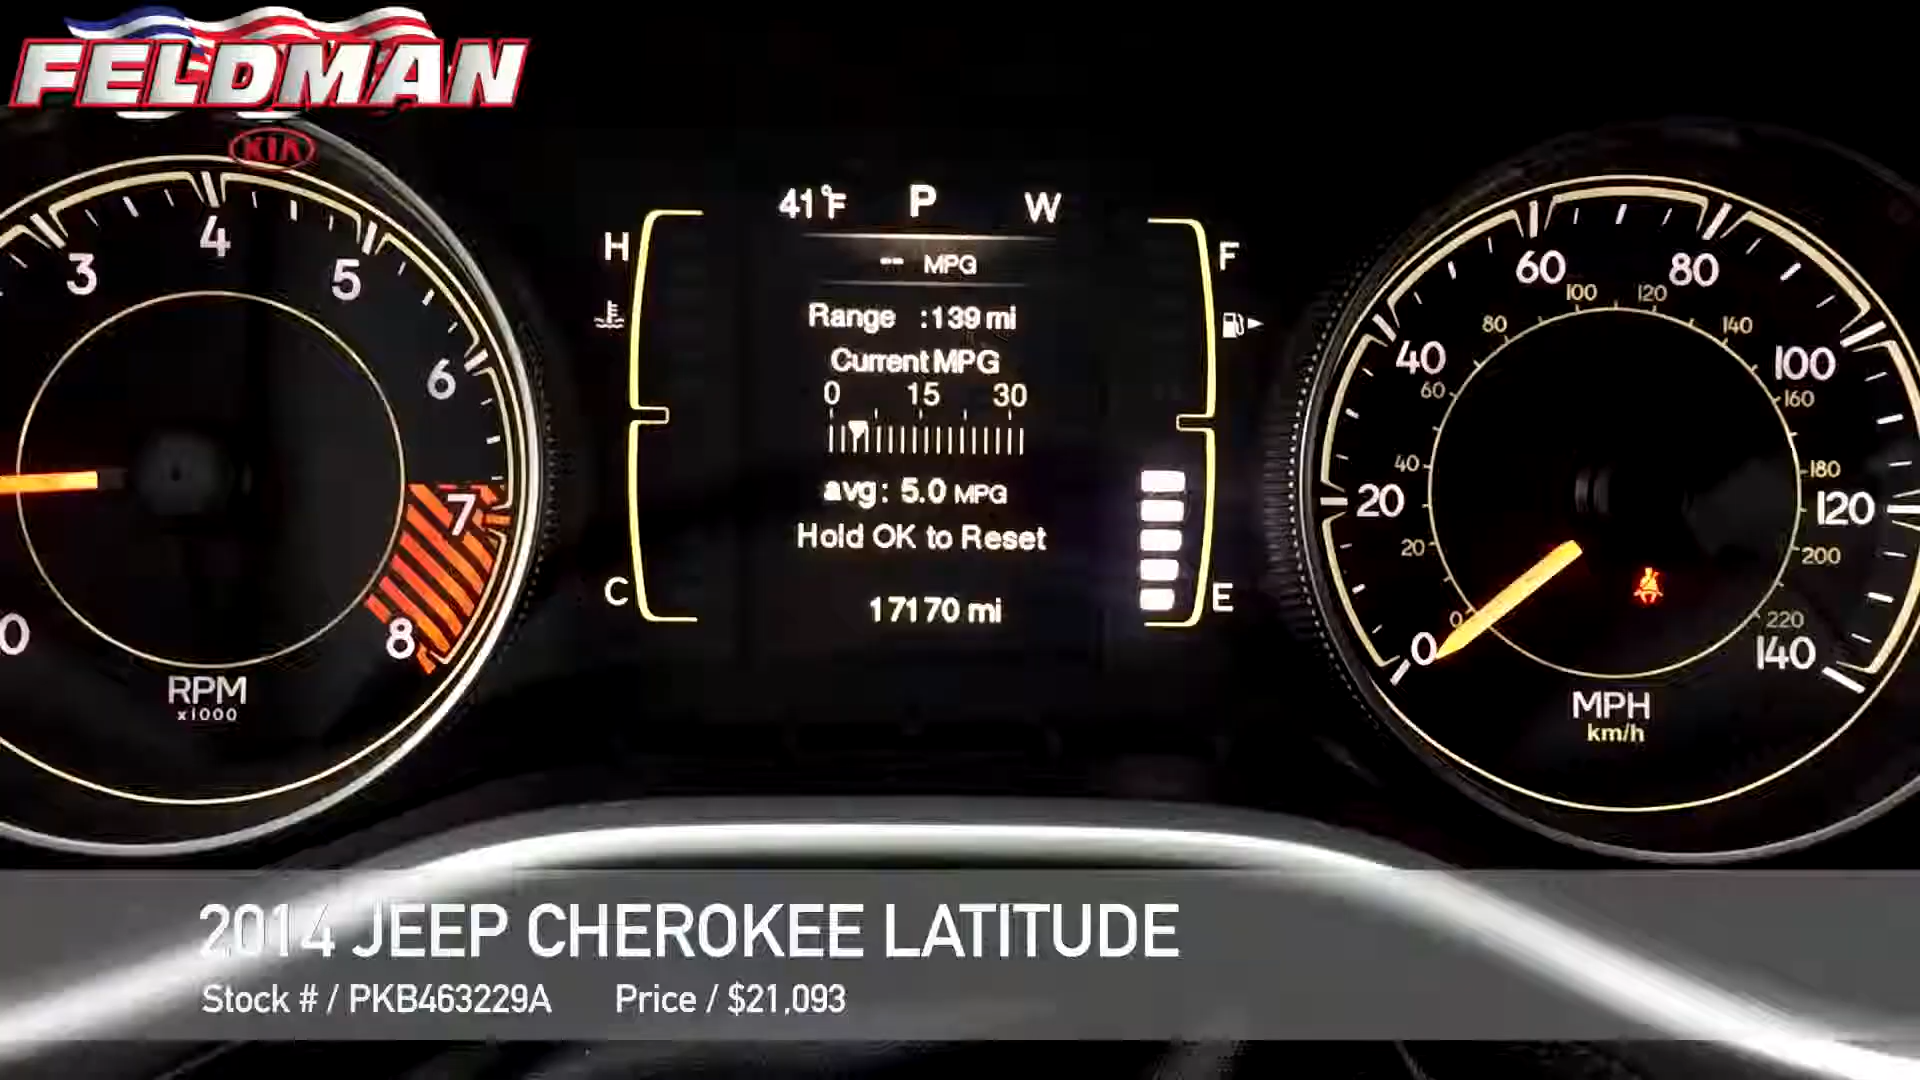 FELDMAN
KIA
3 4 5 6 7 8 0
RPM
x1000
41°F P W
-- MPG
Range :139 mi
Current MPG
0 15 30
avg: 5.0 MPG
Hold OK to Reset
17170 mi
H
C
F
E
0 20 40 60 80 100 120 140
0 20 40 60 80 100 120 140 160 180 200 220
MPH
km/h
2014 JEEP CHEROKEE LATITUDE
Stock # / PKB463229A Price / $21,093